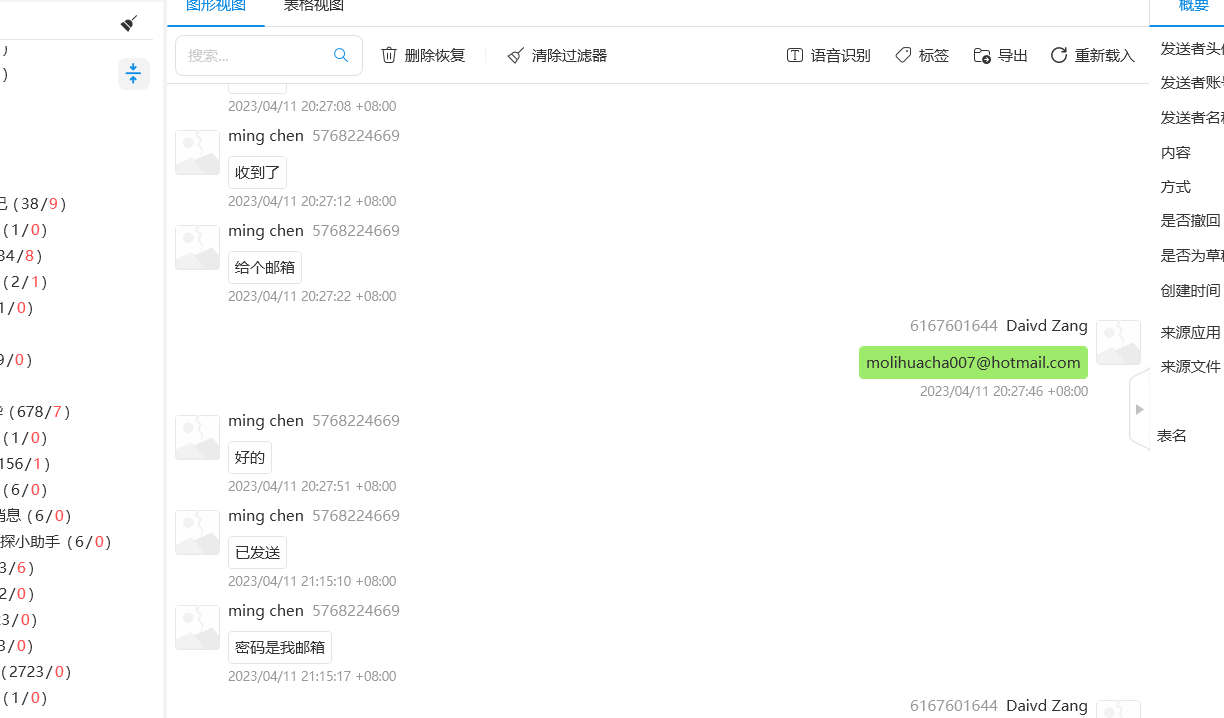 图形视图 表格视图 概要
搜索... 删除恢复 清除过滤器 语音识别 标签 导出 重新载入
)
)
(38/9)
(1/0)
34/8)
(2/1)
1/0)
9/0)
(678/7)
(1/0)
156/1)
(6/0)
消息 (6/0)
探小助手 (6/0)
3/6)
2/0)
23/0)
3/0)
(2723/0)
(1/0)
2023/04/11 20:27:08 +08:00
ming chen 5768224669
收到了
2023/04/11 20:27:12 +08:00
ming chen 5768224669
给个邮箱
2023/04/11 20:27:22 +08:00
6167601644 Daivd Zang
molihuacha007@hotmail.com
2023/04/11 20:27:46 +08:00
ming chen 5768224669
好的
2023/04/11 20:27:51 +08:00
ming chen 5768224669
已发送
2023/04/11 21:15:10 +08:00
ming chen 5768224669
密码是我邮箱
2023/04/11 21:15:17 +08:00
6167601644 Daivd Zang
发送者头
发送者账
发送者名
内容
方式
是否撤回
是否为草
创建时间
来源应用
来源文件
表名